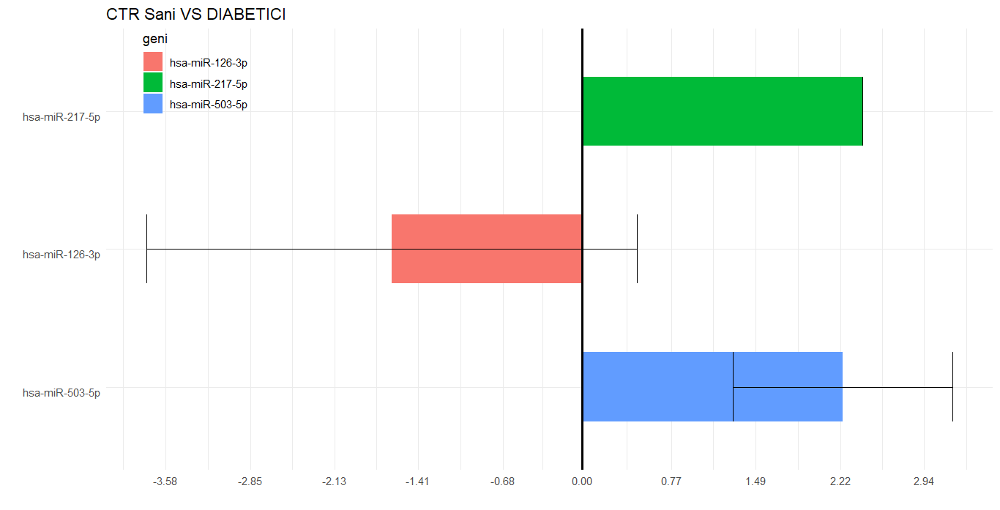 CTR Sani VS DIABETICI
geni
hsa-miR-126-3p
hsa-miR-217-5p
hsa-miR-503-5p
hsa-miR-217-5p
hsa-miR-126-3p
hsa-miR-503-5p
-3.58 -2.85 -2.13 -1.41 -0.68 0.00 0.77 1.49 2.22 2.94